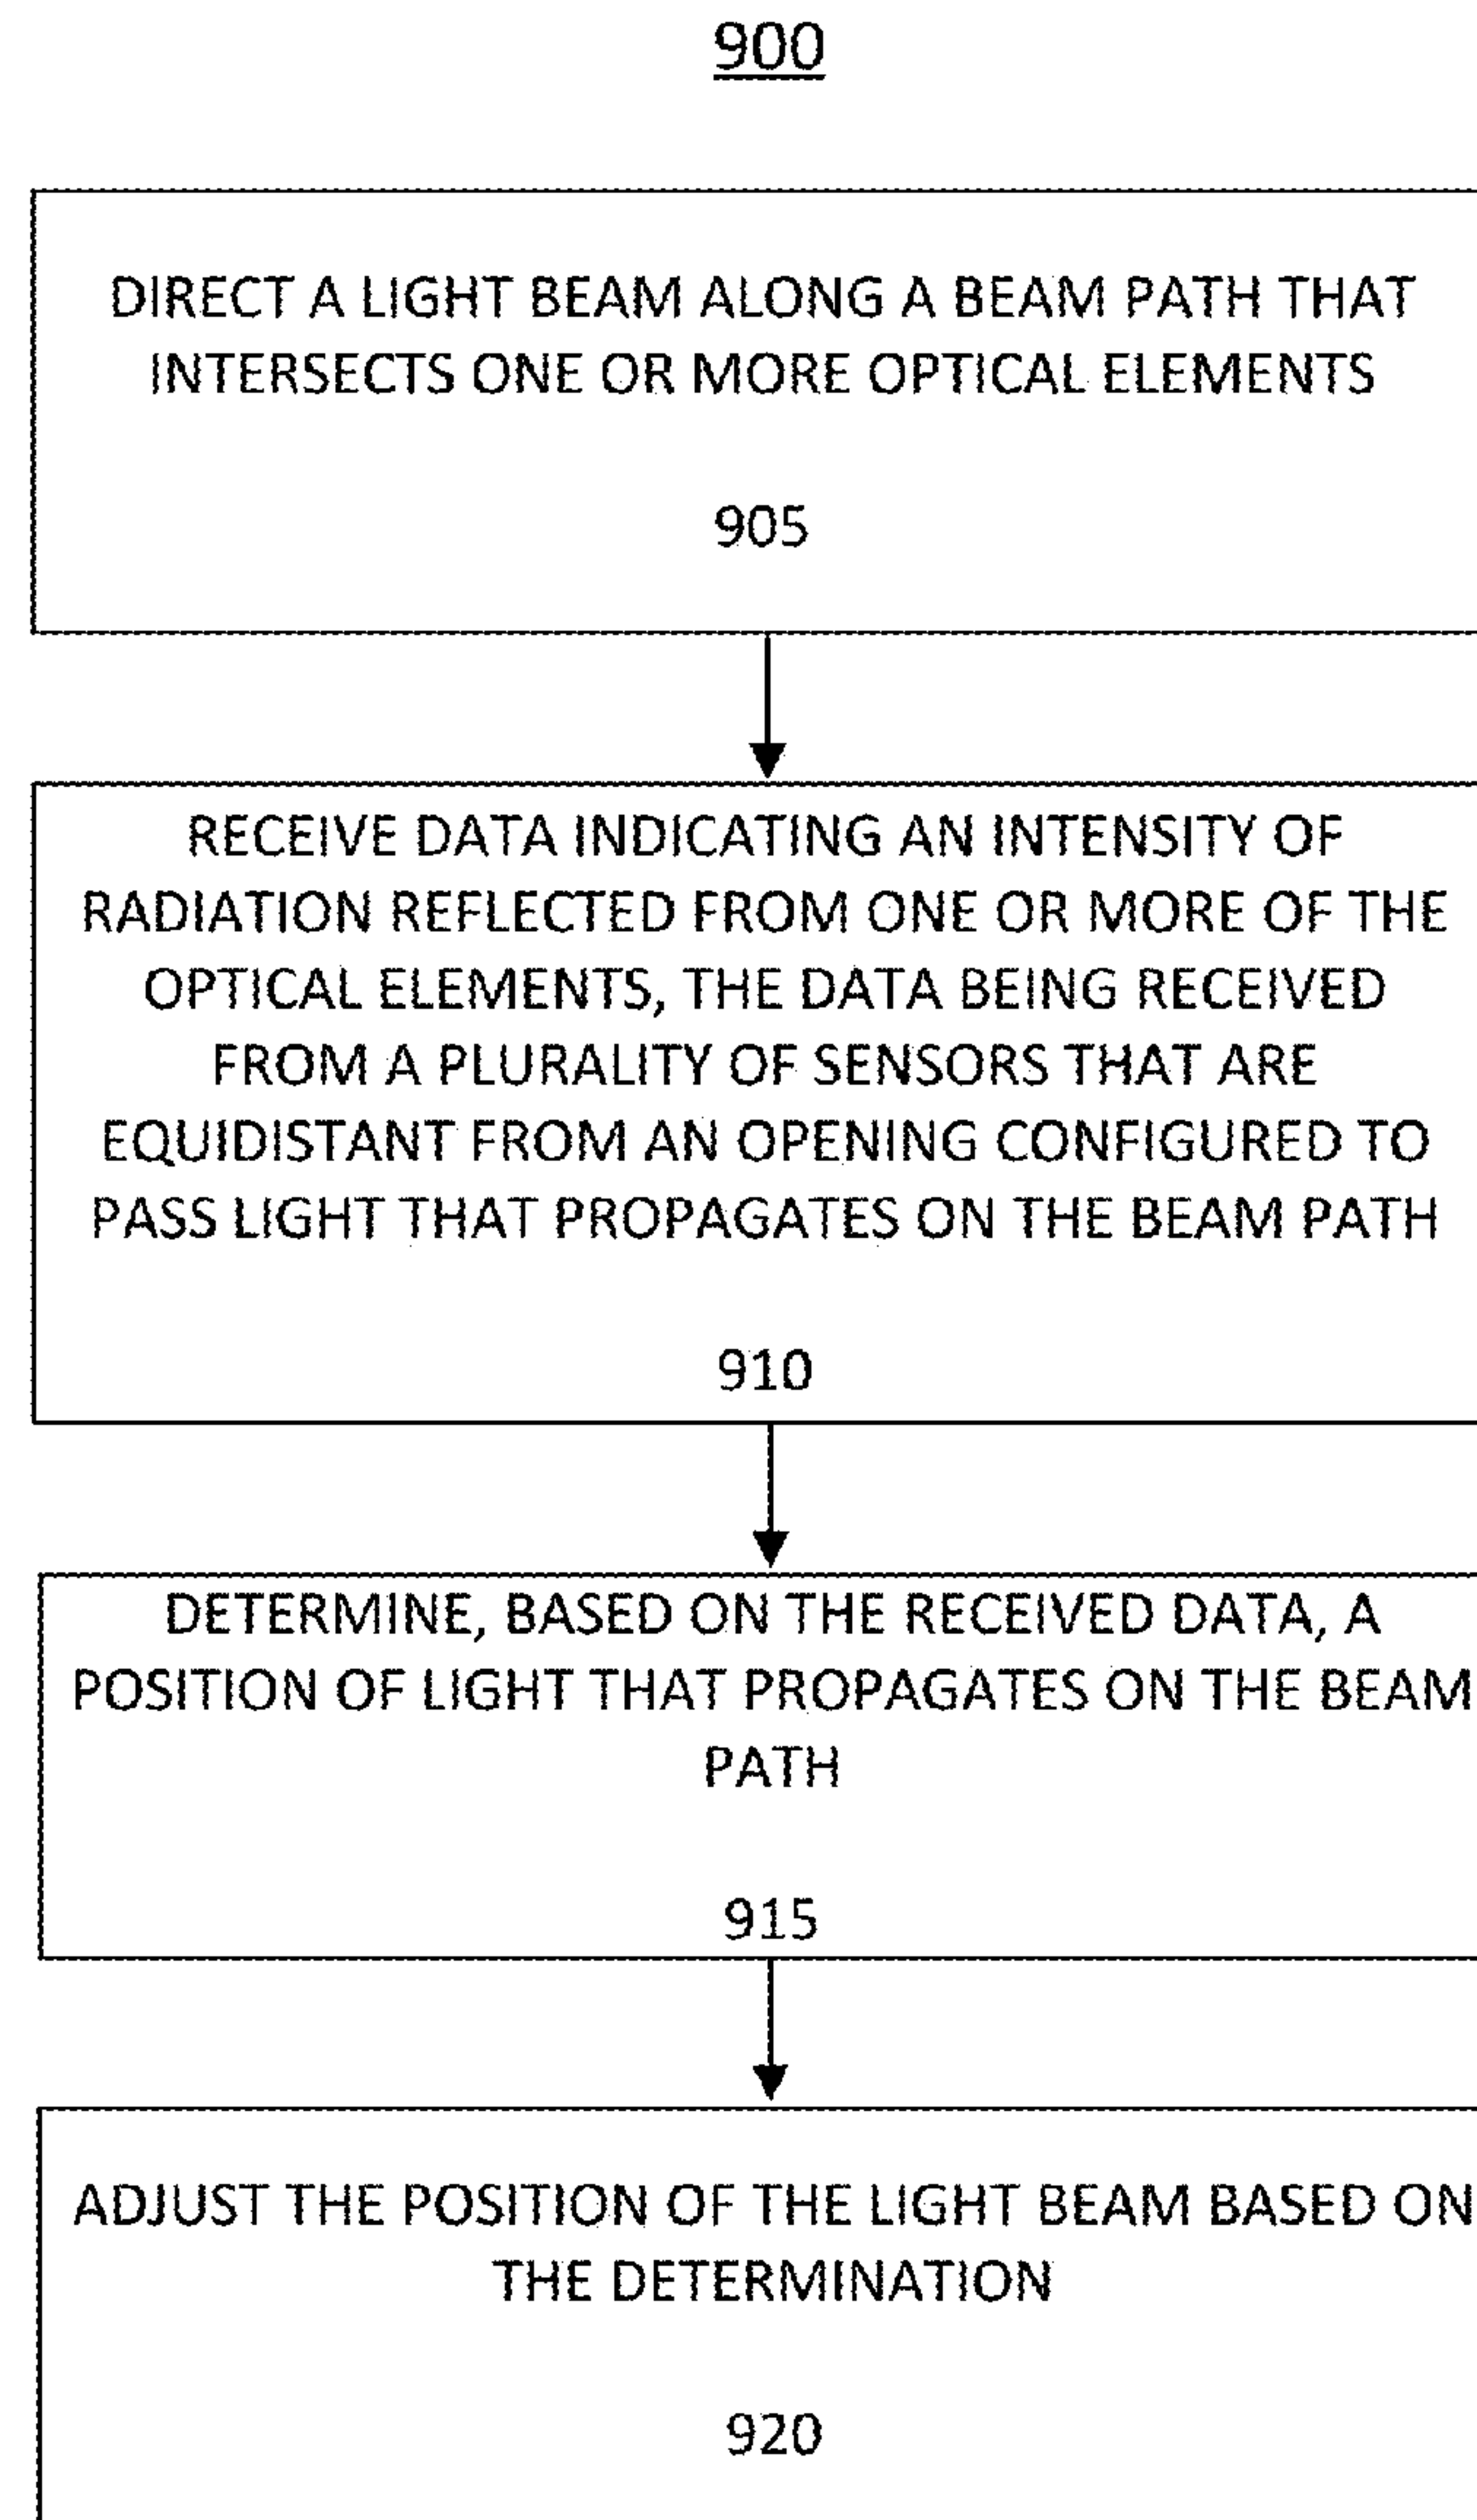 900
DIRECT A LIGHT BEAM ALONG A BEAM PATH THAT
INTERSECTS ONE OR MORE OPTICAL ELEMENTS
905
RECEIVE DATA INDICATING AN INTENSITY OF
RADIATION REFLECTED FROM ONE OR MORE OF THE
OPTICAL ELEMENTS, THE DATA BEING RECEIVED
FROM A PLURALITY OF SENSORS THAT ARE
EQUIDISTANT FROM AN OPENING CONFIGURED TO
PASS LIGHT THAT PROPAGATES ON THE BEAM PATH
910
DETERMINE, BASED ON THE RECEIVED DATA, A
POSITION OF LIGHT THAT PROPAGATES ON THE BEAM
PATH
915
ADJUST THE POSITION OF THE LIGHT BEAM BASED ON
THE DETERMINATION
920